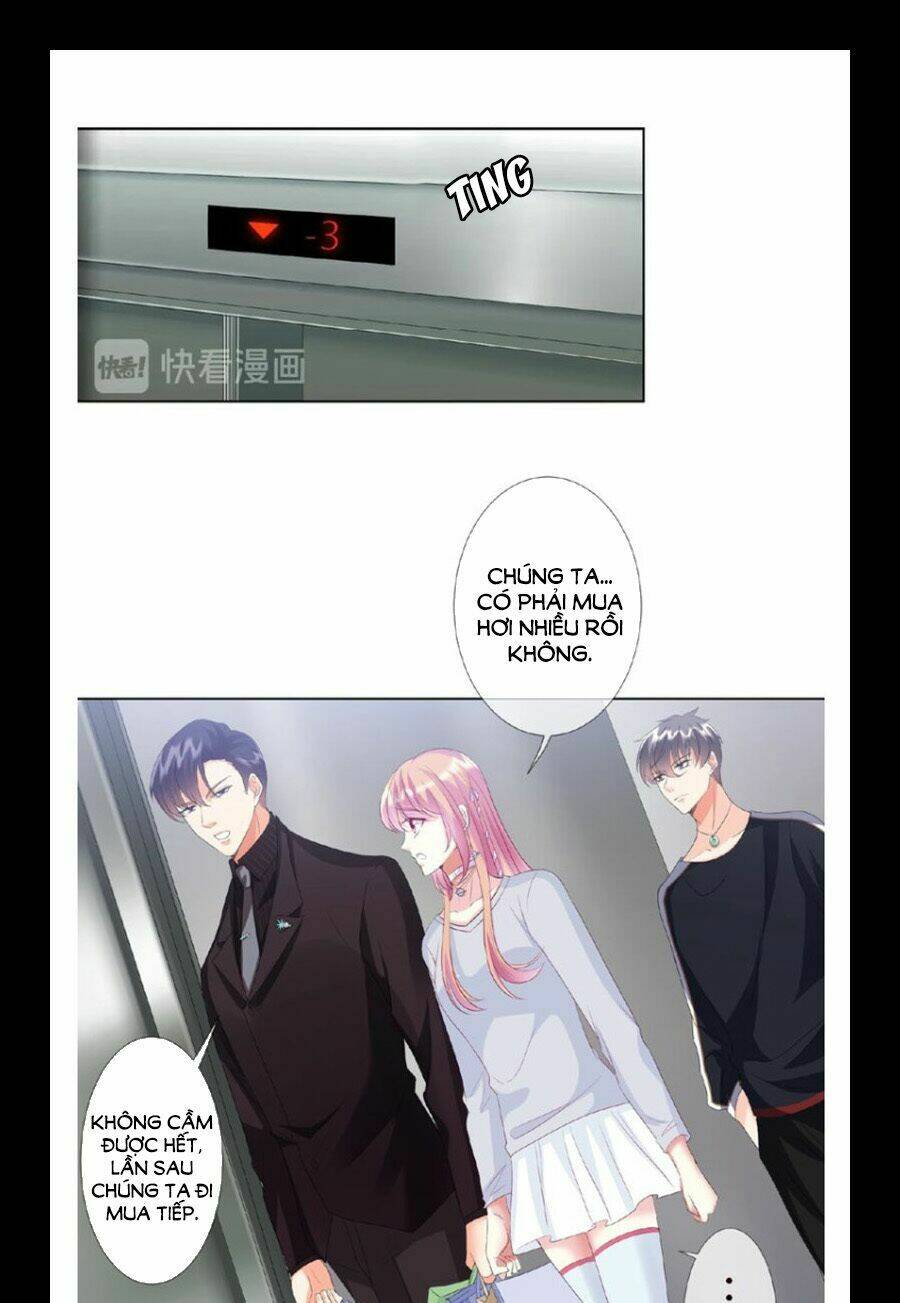 TING
-3
快看! 快看漫画
CHÚNG TA...
CÓ PHẢI MUA
HƠI NHIỀU RỒI
KHÔNG.
KHÔNG CẦM
ĐƯỢC HẾT,
LẦN SAU
CHÚNG TA ĐI
MUA TIẾP.